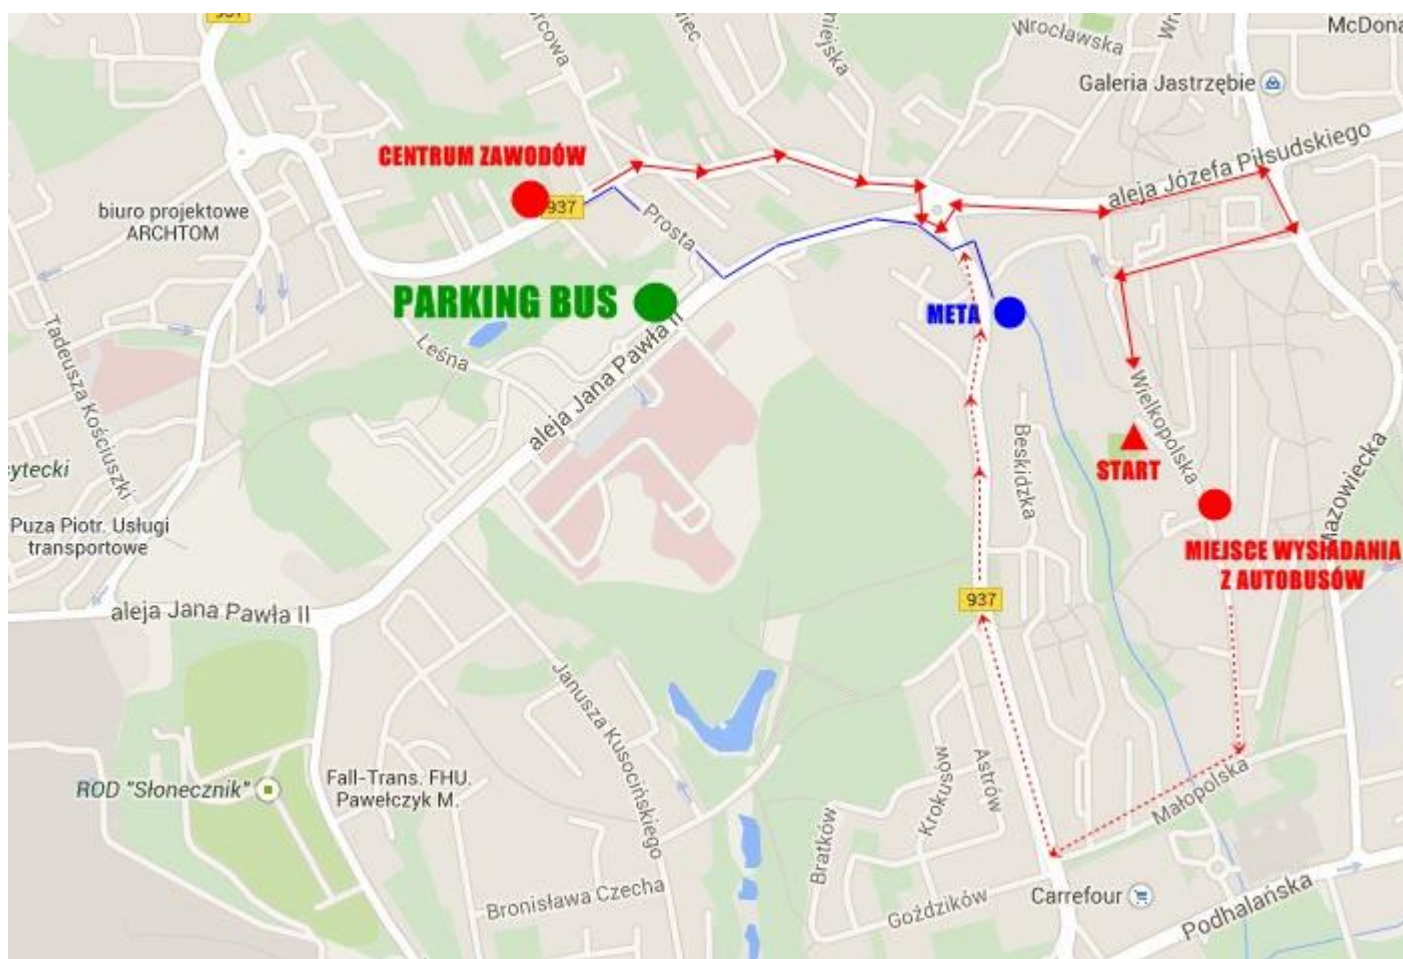 Wrocławska
McDona
Galeria Jastrzębie
aleja Józefa Piłsudskiego
CENTRUM ZAWODÓW
937
biuro projektowe
ARCHTOM
Prosta
PARKING BUS
META
Leśna
Tadeusza Kościuszki
aleja Jana Pawła II
Wielkopolska
START
Beskidzka
Mazowiecka
ytecki
Puza Piotr. Usługi
transportowe
MIEJSCE WYSIADANIA
Z AUTOBUSÓW
937
aleja Jana Pawła II
Janusza Kusocińskiego
ROD "Słonecznik"
Fall-Trans. FHU.
Pawełczyk M.
Astrów
Krokusów
Bratków
Małopolska
Bronisława Czecha
Goździków
Carrefour
Podhalańska